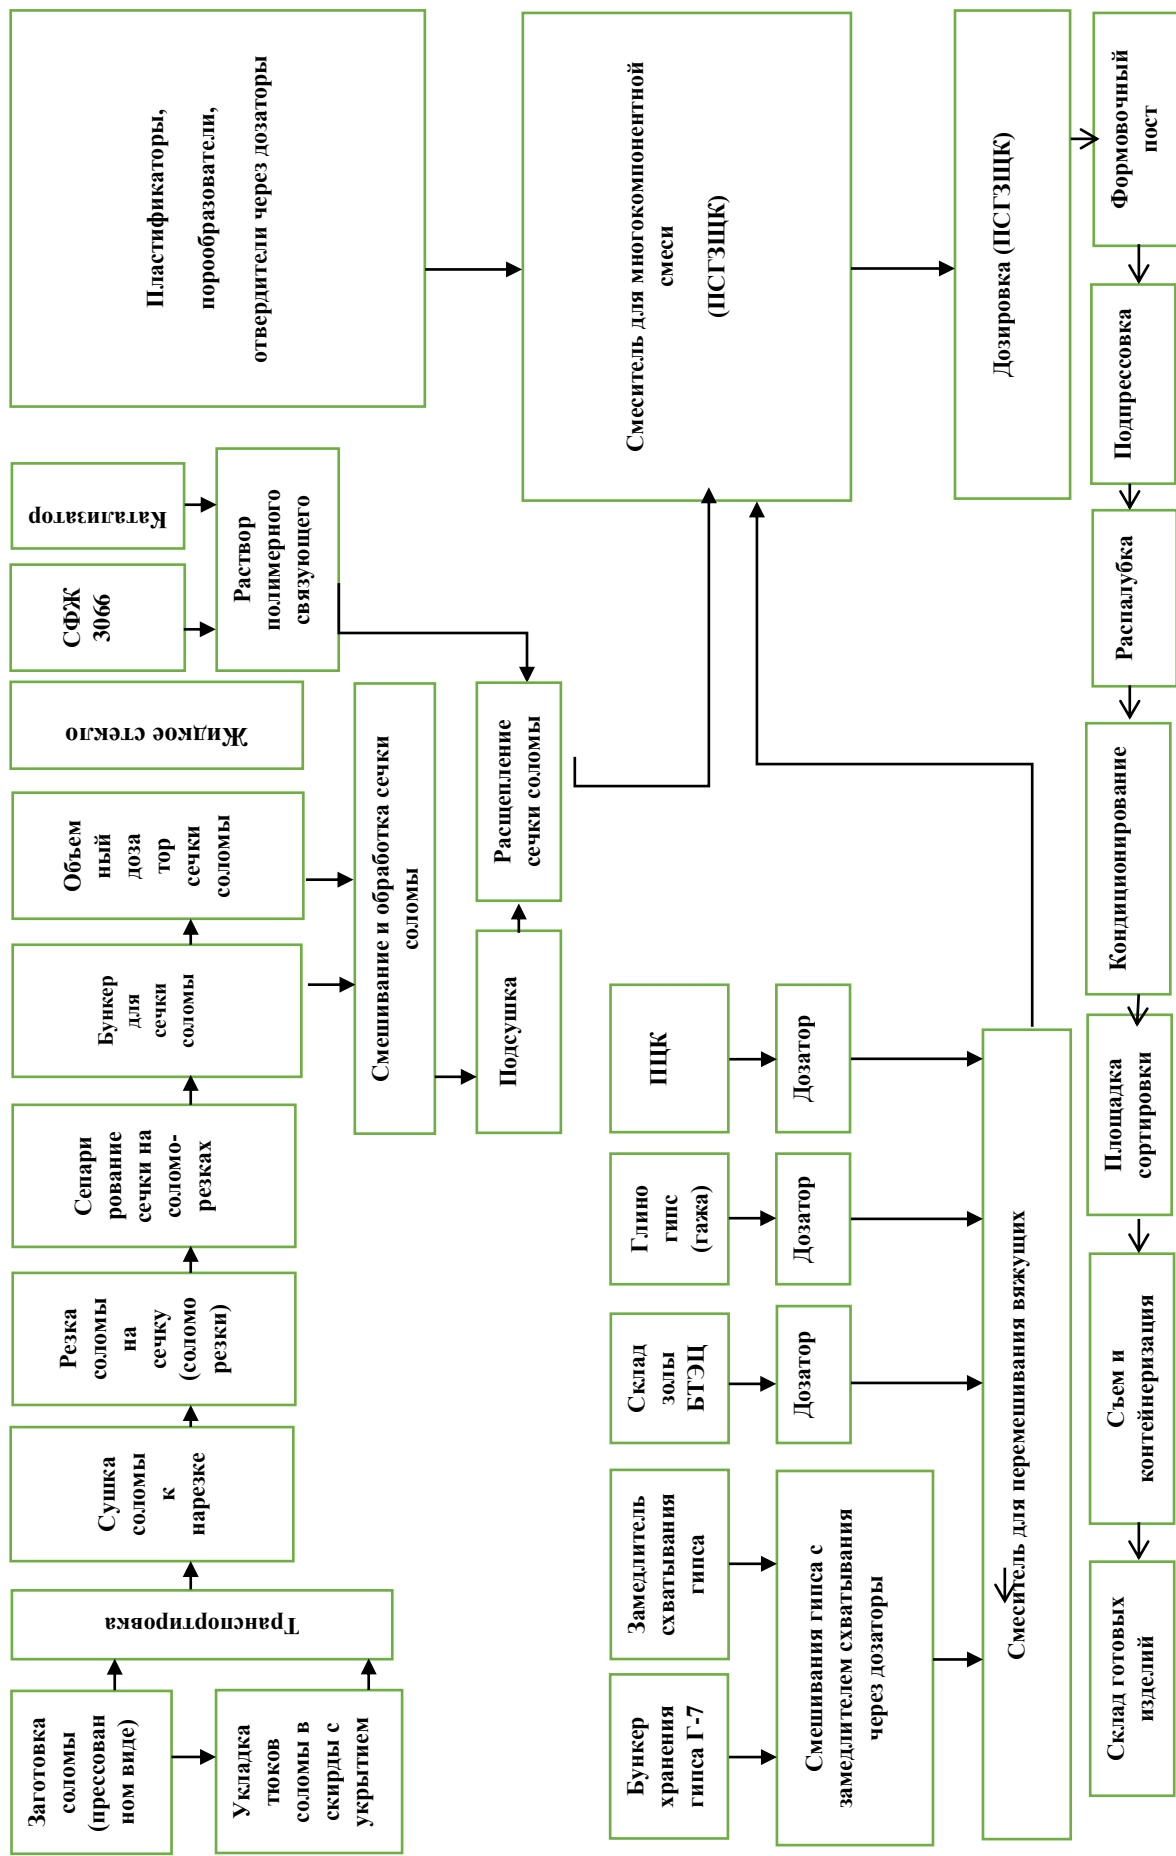 Заготовка
соломы
(прессован
ном виде)
Укладка
тюков
соломы в
скирды с
укрытием
Транспортировка
Сушка
соломы
к
нарезке
Резка
соломы
на
сечку
(соломо
резки)
Сепари
рование
сечки на
соломо-
резках
Бункер
для
сечки
соломы
Объем
ный
доза
тор
сечки
соломы
Жидкое стекло
СФЖ
3066
Катализатор
Раствор
полимерного
связующего
Пластификаторы,
порообразователи,
отвердители через дозаторы
Смешивание и обработка сечки
соломы
Подсушка
Расщепление
сечки соломы
Смеситель для многокомпонентной
смеси
(ПСГЗЩК)
Бункер
хранения
гипса Г-7
Замедлитель
схватывания
гипса
Склад
золы
БТЭЦ
Глино
гипс
(гажа)
ПЦК
Смешивания гипса с
замедлителем схватывания
через дозаторы
Дозатор
Дозатор
Дозатор
Смеситель для перемешивания вяжущих
Дозировка (ПСГЗЩК)
Формовочный
пост
Подпрессовка
Распалубка
Кондиционирование
Площадка
сортировки
Съем и
контейнеризация
Склад готовых
изделий